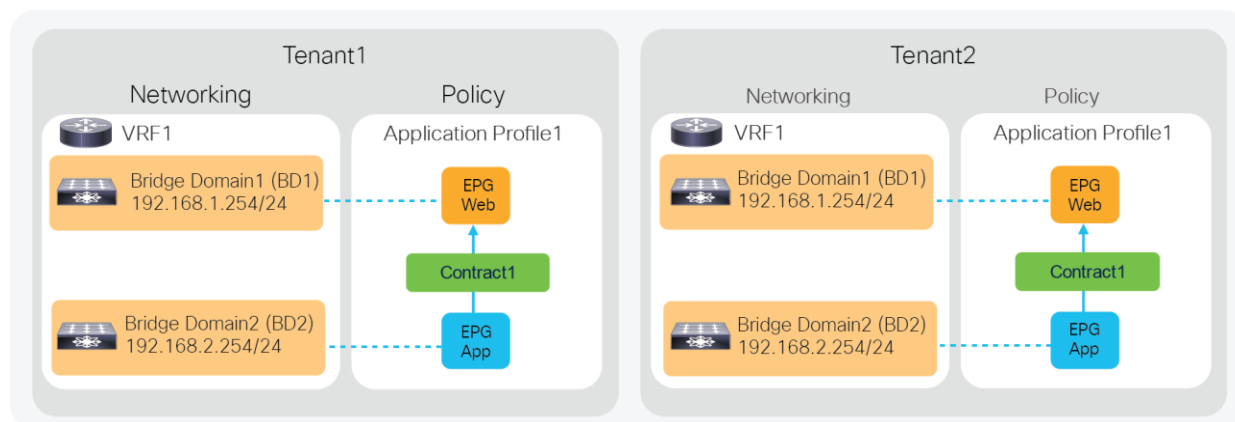 Tenant1
Networking
Policy
VRF1
Application Profile1
Bridge Domain1 (BD1)
192.168.1.254/24
EPG
Web
Contract1
Bridge Domain2 (BD2)
192.168.2.254/24
EPG
App
Tenant2
Networking
Policy
VRF1
Application Profile1
Bridge Domain1 (BD1)
192.168.1.254/24
EPG
Web
Contract1
Bridge Domain2 (BD2)
192.168.2.254/24
EPG
App